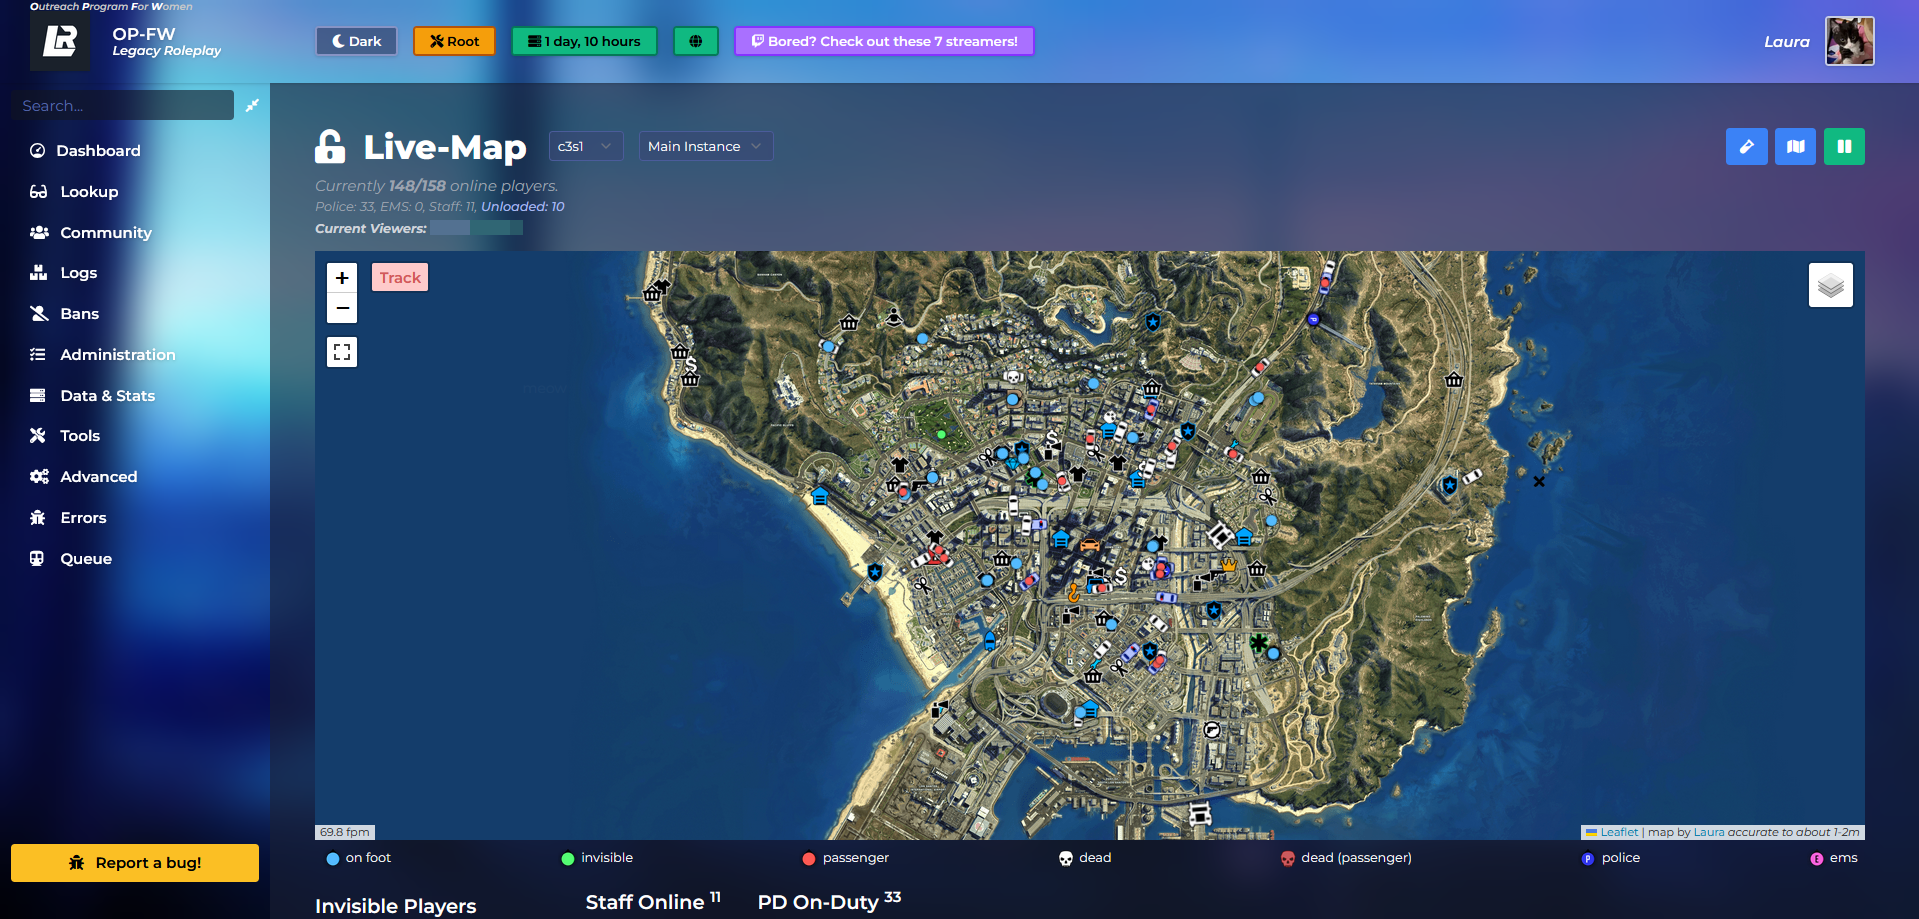 Outreach Program For Women
OP-FW
Legacy Roleplay
Dark
Root
1 day, 10 hours
Bored? Check out these 7 streamers!
Laura
Search...
Dashboard
Lookup
Community
Logs
Bans
Administration
Data & Stats
Tools
Advanced
Errors
Queue
Report a bug!
Live-Map
c3s1
Main Instance
Currently 148/158 online players.
Police: 33, EMS: 0, Staff: 11, Unloaded: 10
Current Viewers:
+
Track
−
69.8 fpm
Leaflet | map by Laura accurate to about 1-2m
on foot
invisible
passenger
dead
dead (passenger)
P police
E ems
Invisible Players
Staff Online 11
PD On-Duty 33